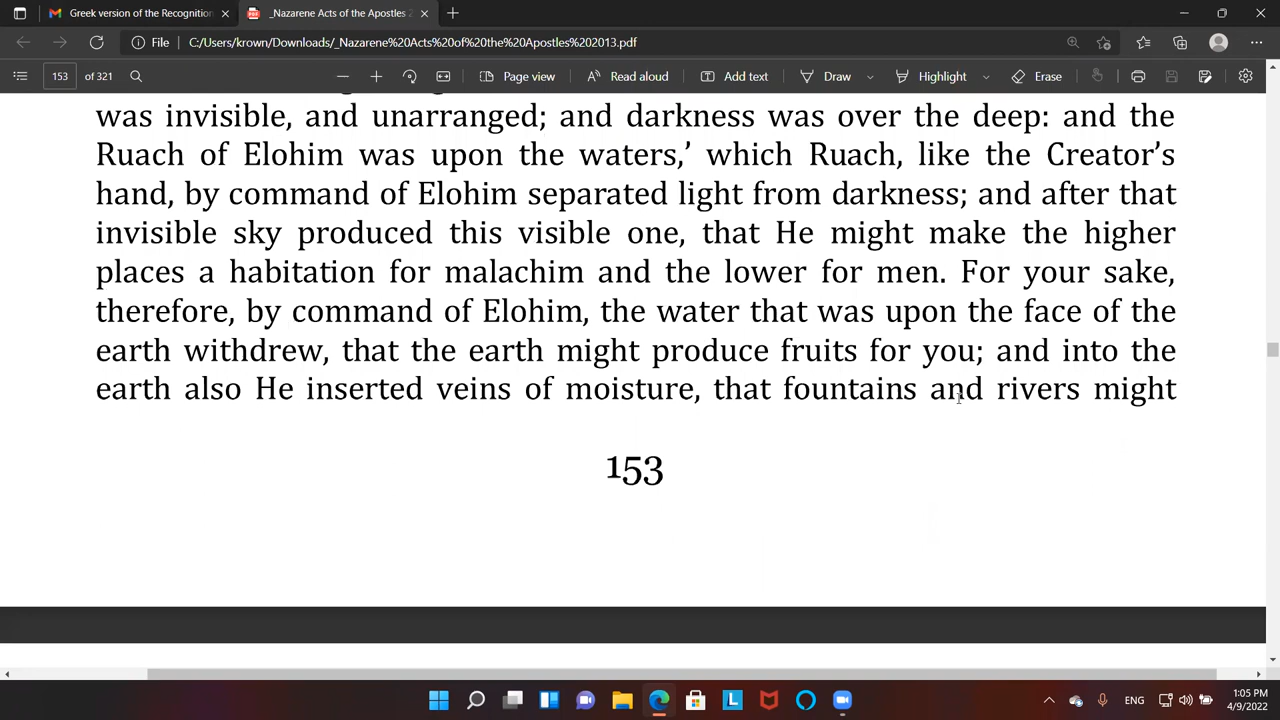 Greek version of the Recognition
_Nazarene Acts of the Apostles 2
File
C:/Users/krown/Downloads/_Nazarene%20Acts%20of%20the%20Apostles%202013.pdf
153
of 321
Page view
Read aloud
Add text
Draw
Highlight
Erase
was invisible, and unarranged; and darkness was over the deep: and the
Ruach of Elohim was upon the waters,’ which Ruach, like the Creator’s
hand, by command of Elohim separated light from darkness; and after that
invisible sky produced this visible one, that He might make the higher
places a habitation for malachim and the lower for men. For your sake,
therefore, by command of Elohim, the water that was upon the face of the
earth withdrew, that the earth might produce fruits for you; and into the
earth also He inserted veins of moisture, that fountains and rivers might
153
ENG
1:05 PM
4/9/2022